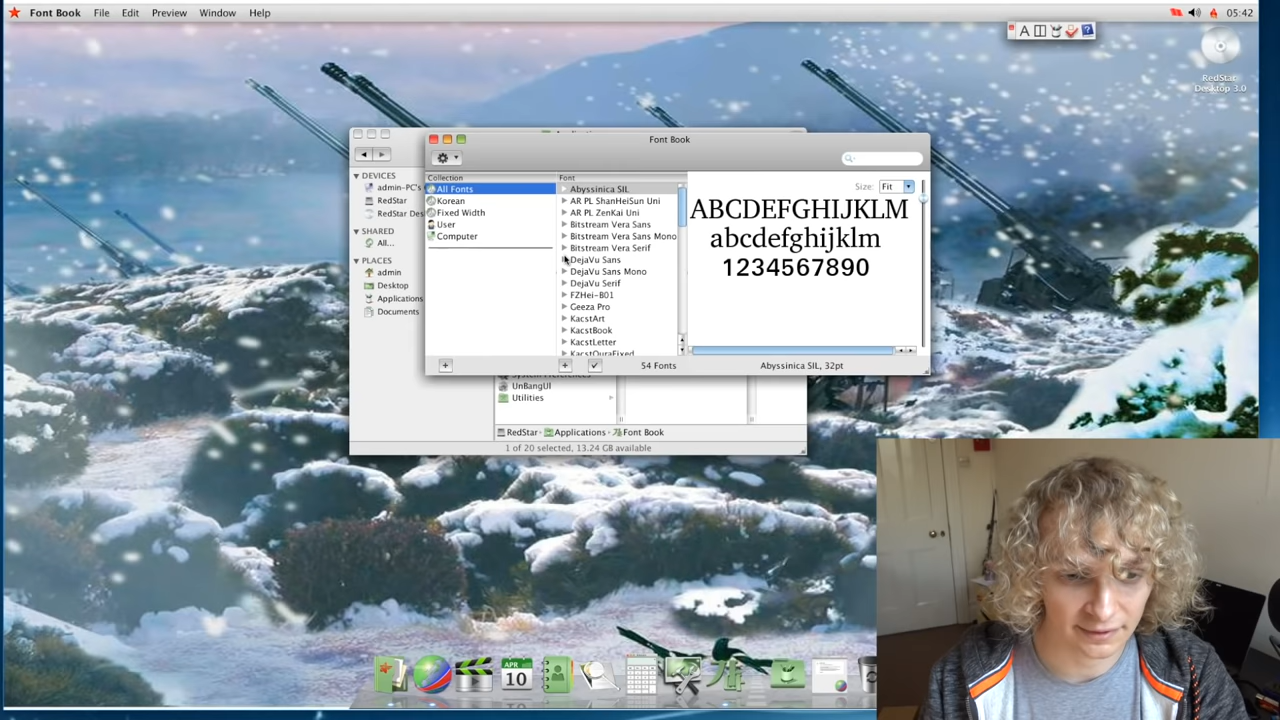 Font Book File Edit Preview Window Help
05:42
RedStar
Desktop 3.0
Font Book
DEVICES
admin-PC's
RedStar
RedStar Des
SHARED
All...
PLACES
admin
Desktop
Applications
Documents
Collection
All Fonts
Korean
Fixed Width
User
Computer
Font
Abyssinica SIL
AR PL ShanHeiSun Uni
AR PL ZenKai Uni
Bitstream Vera Sans
Bitstream Vera Sans Mono
Bitstream Vera Serif
DejaVu Sans
DejaVu Sans Mono
DejaVu Serif
FZHei-B01
Geeza Pro
KacstArt
KacstBook
KacstLetter
KacstQuraFixed
Size: Fit
ABCDEFGHIJKLM
abcdefghijklm
1234567890
54 Fonts
Abyssinica SIL, 32pt
UnBangUI
Utilities
RedStar Applications Font Book
1 of 20 selected, 13.24 GB available
APR
10